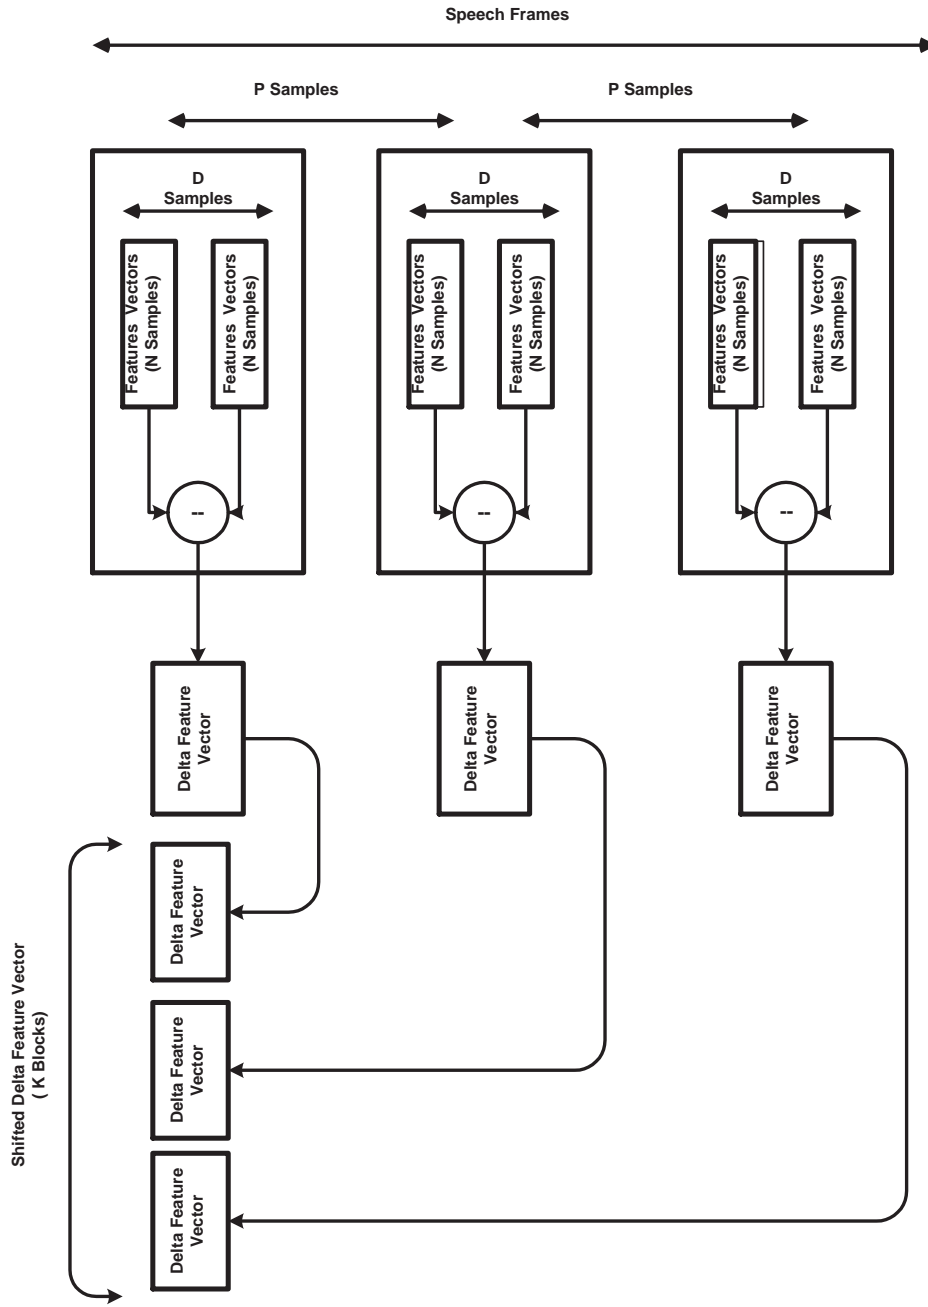 Speech Frames
P Samples
P Samples
D
Samples
D
Samples
D
Samples
Features Vectors
(N Samples)
Features Vectors
(N Samples)
Features Vectors
(N Samples)
Features Vectors
(N Samples)
Features Vectors
(N Samples)
Features Vectors
(N Samples)
--
--
--
Delta Feature
Vector
Delta Feature
Vector
Delta Feature
Vector
Shifted Delta Feature Vector
( K Blocks)
Delta Feature
Vector
Delta Feature
Vector
Delta Feature
Vector